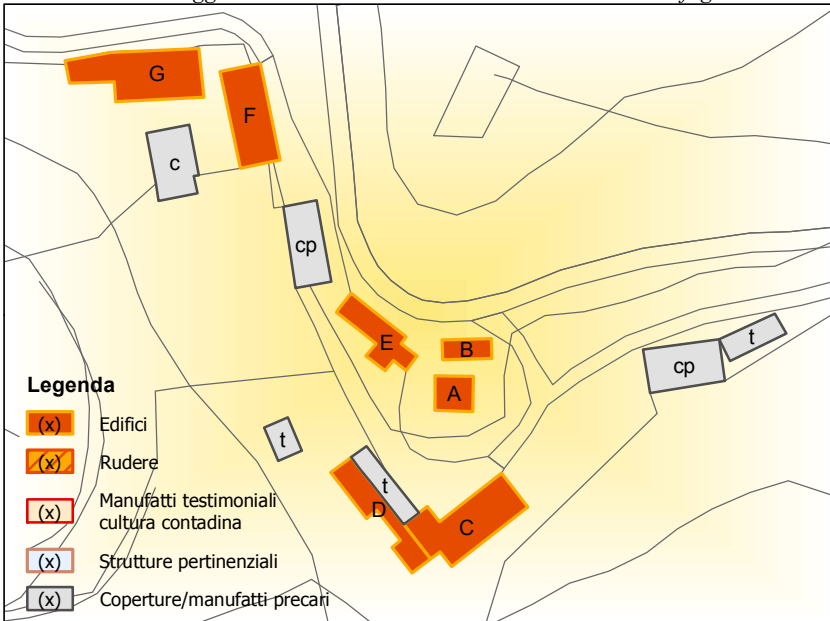 G
F
c
cp
E
B
A
t
cp
t
t
D
C
Legenda
(x) Edifici
(x) Rudere
(x) Manufatti testimoniali
cultura contadina
(x) Strutture pertinenziali
(x) Coperture/manufatti precari